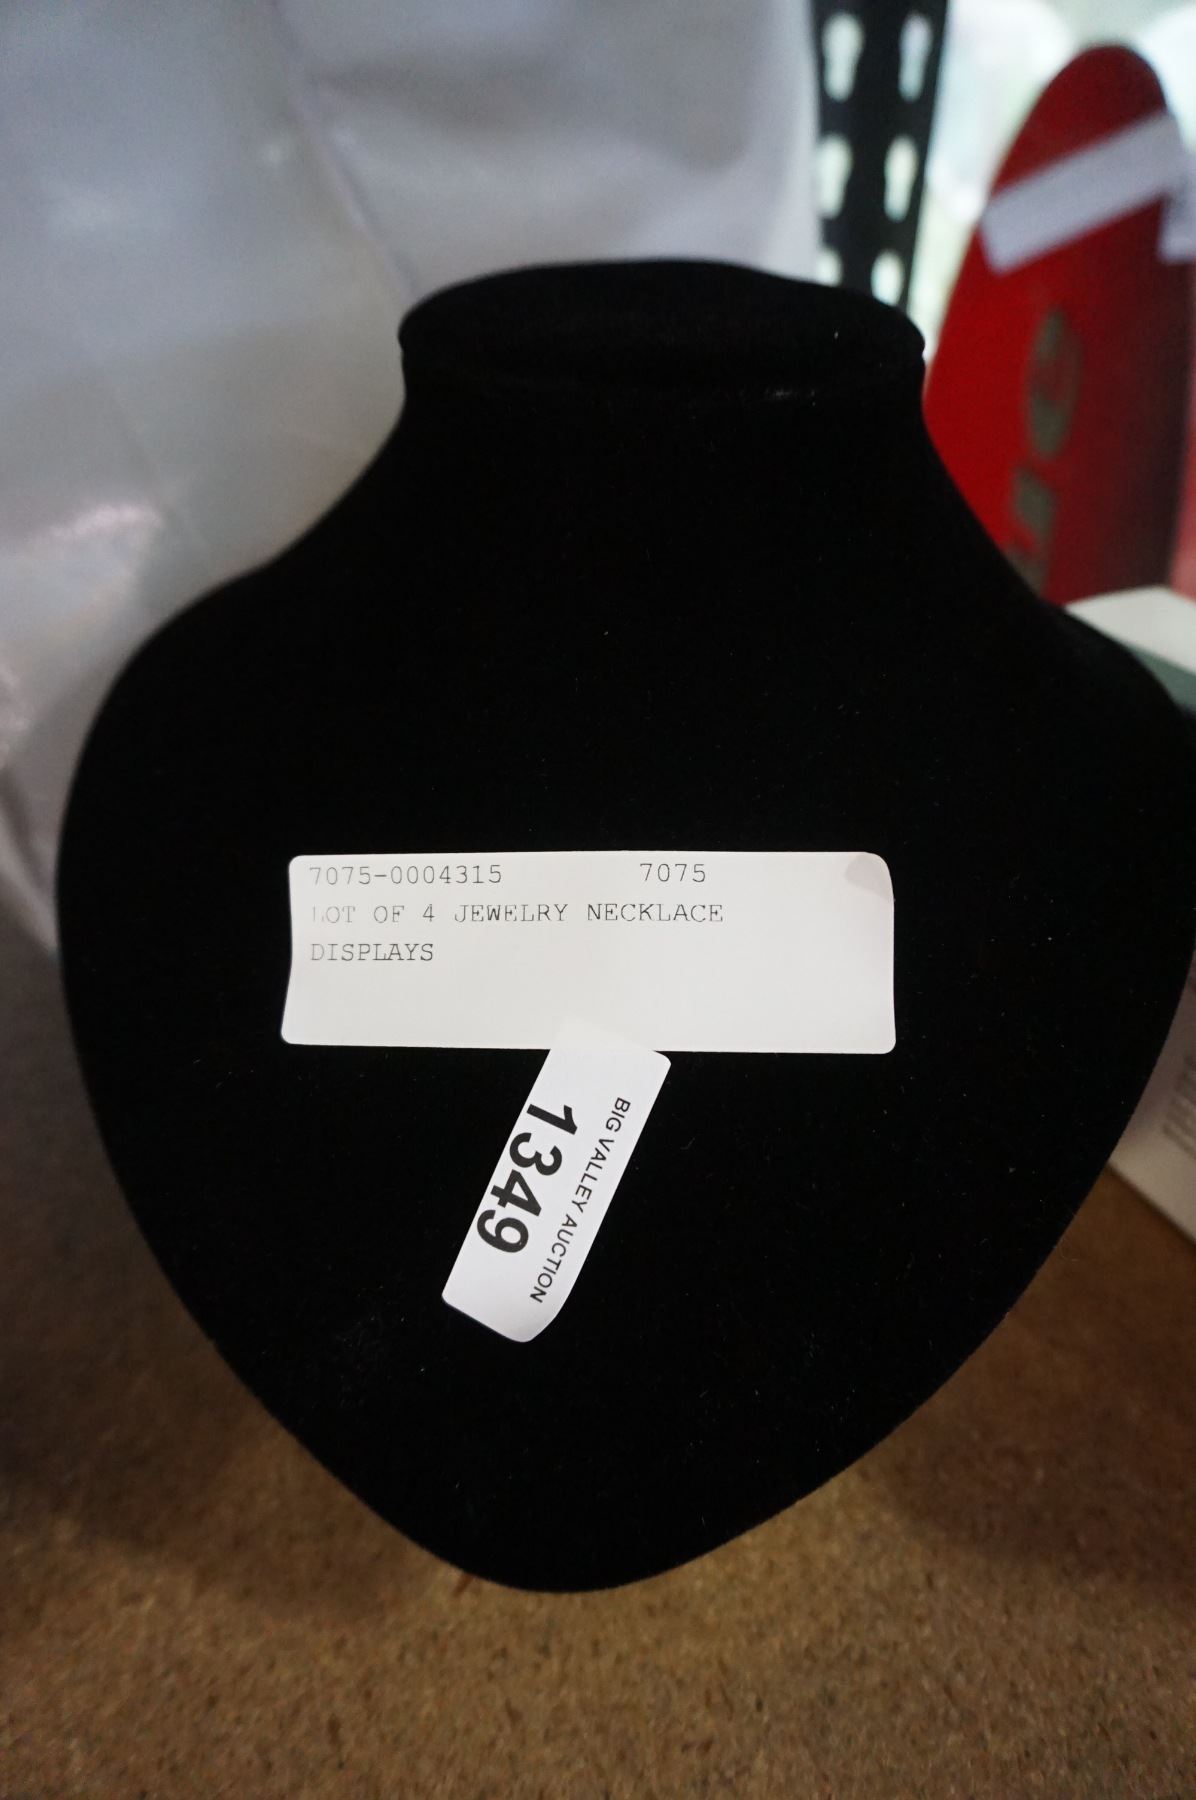 7075-0004315 7075
LOT OF 4 JEWELRY NECKLACE
DISPLAYS
BIG VALLEY AUCTION
1349